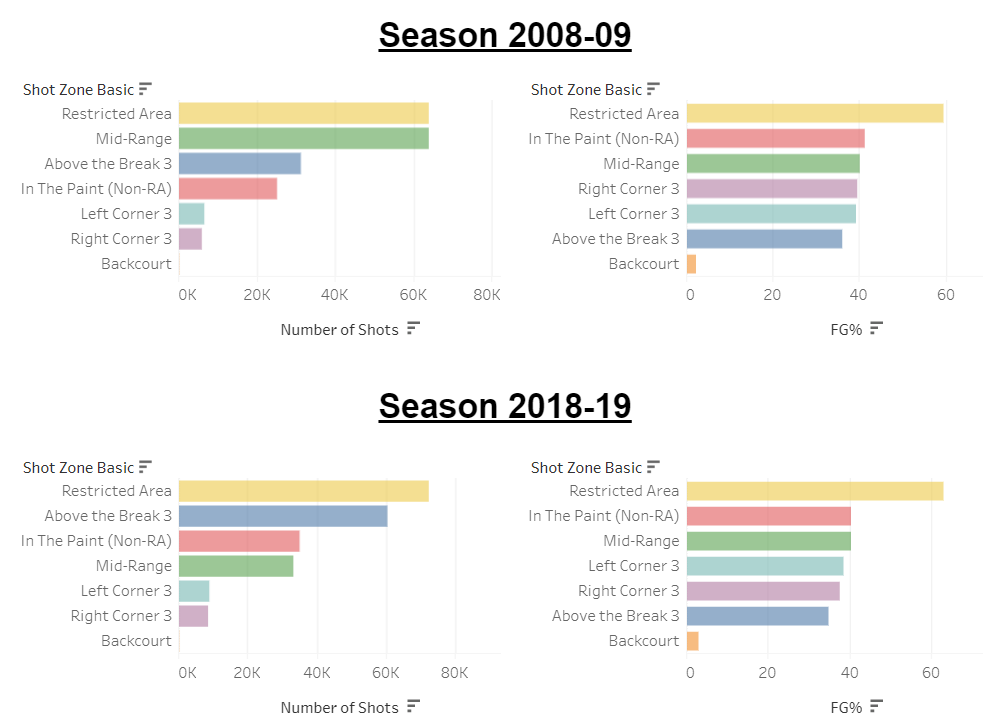 Season 2008-09
Shot Zone Basic
Restricted Area
Mid-Range
Above the Break 3
In The Paint (Non-RA)
Left Corner 3
Right Corner 3
Backcourt
0K 20K 40K 60K 80K
Number of Shots
Shot Zone Basic
Restricted Area
In The Paint (Non-RA)
Mid-Range
Right Corner 3
Left Corner 3
Above the Break 3
Backcourt
0 20 40 60
FG%
Season 2018-19
Shot Zone Basic
Restricted Area
Above the Break 3
In The Paint (Non-RA)
Mid-Range
Left Corner 3
Right Corner 3
Backcourt
0K 20K 40K 60K 80K
Number of Shots
Shot Zone Basic
Restricted Area
In The Paint (Non-RA)
Mid-Range
Left Corner 3
Right Corner 3
Above the Break 3
Backcourt
0 20 40 60
FG%